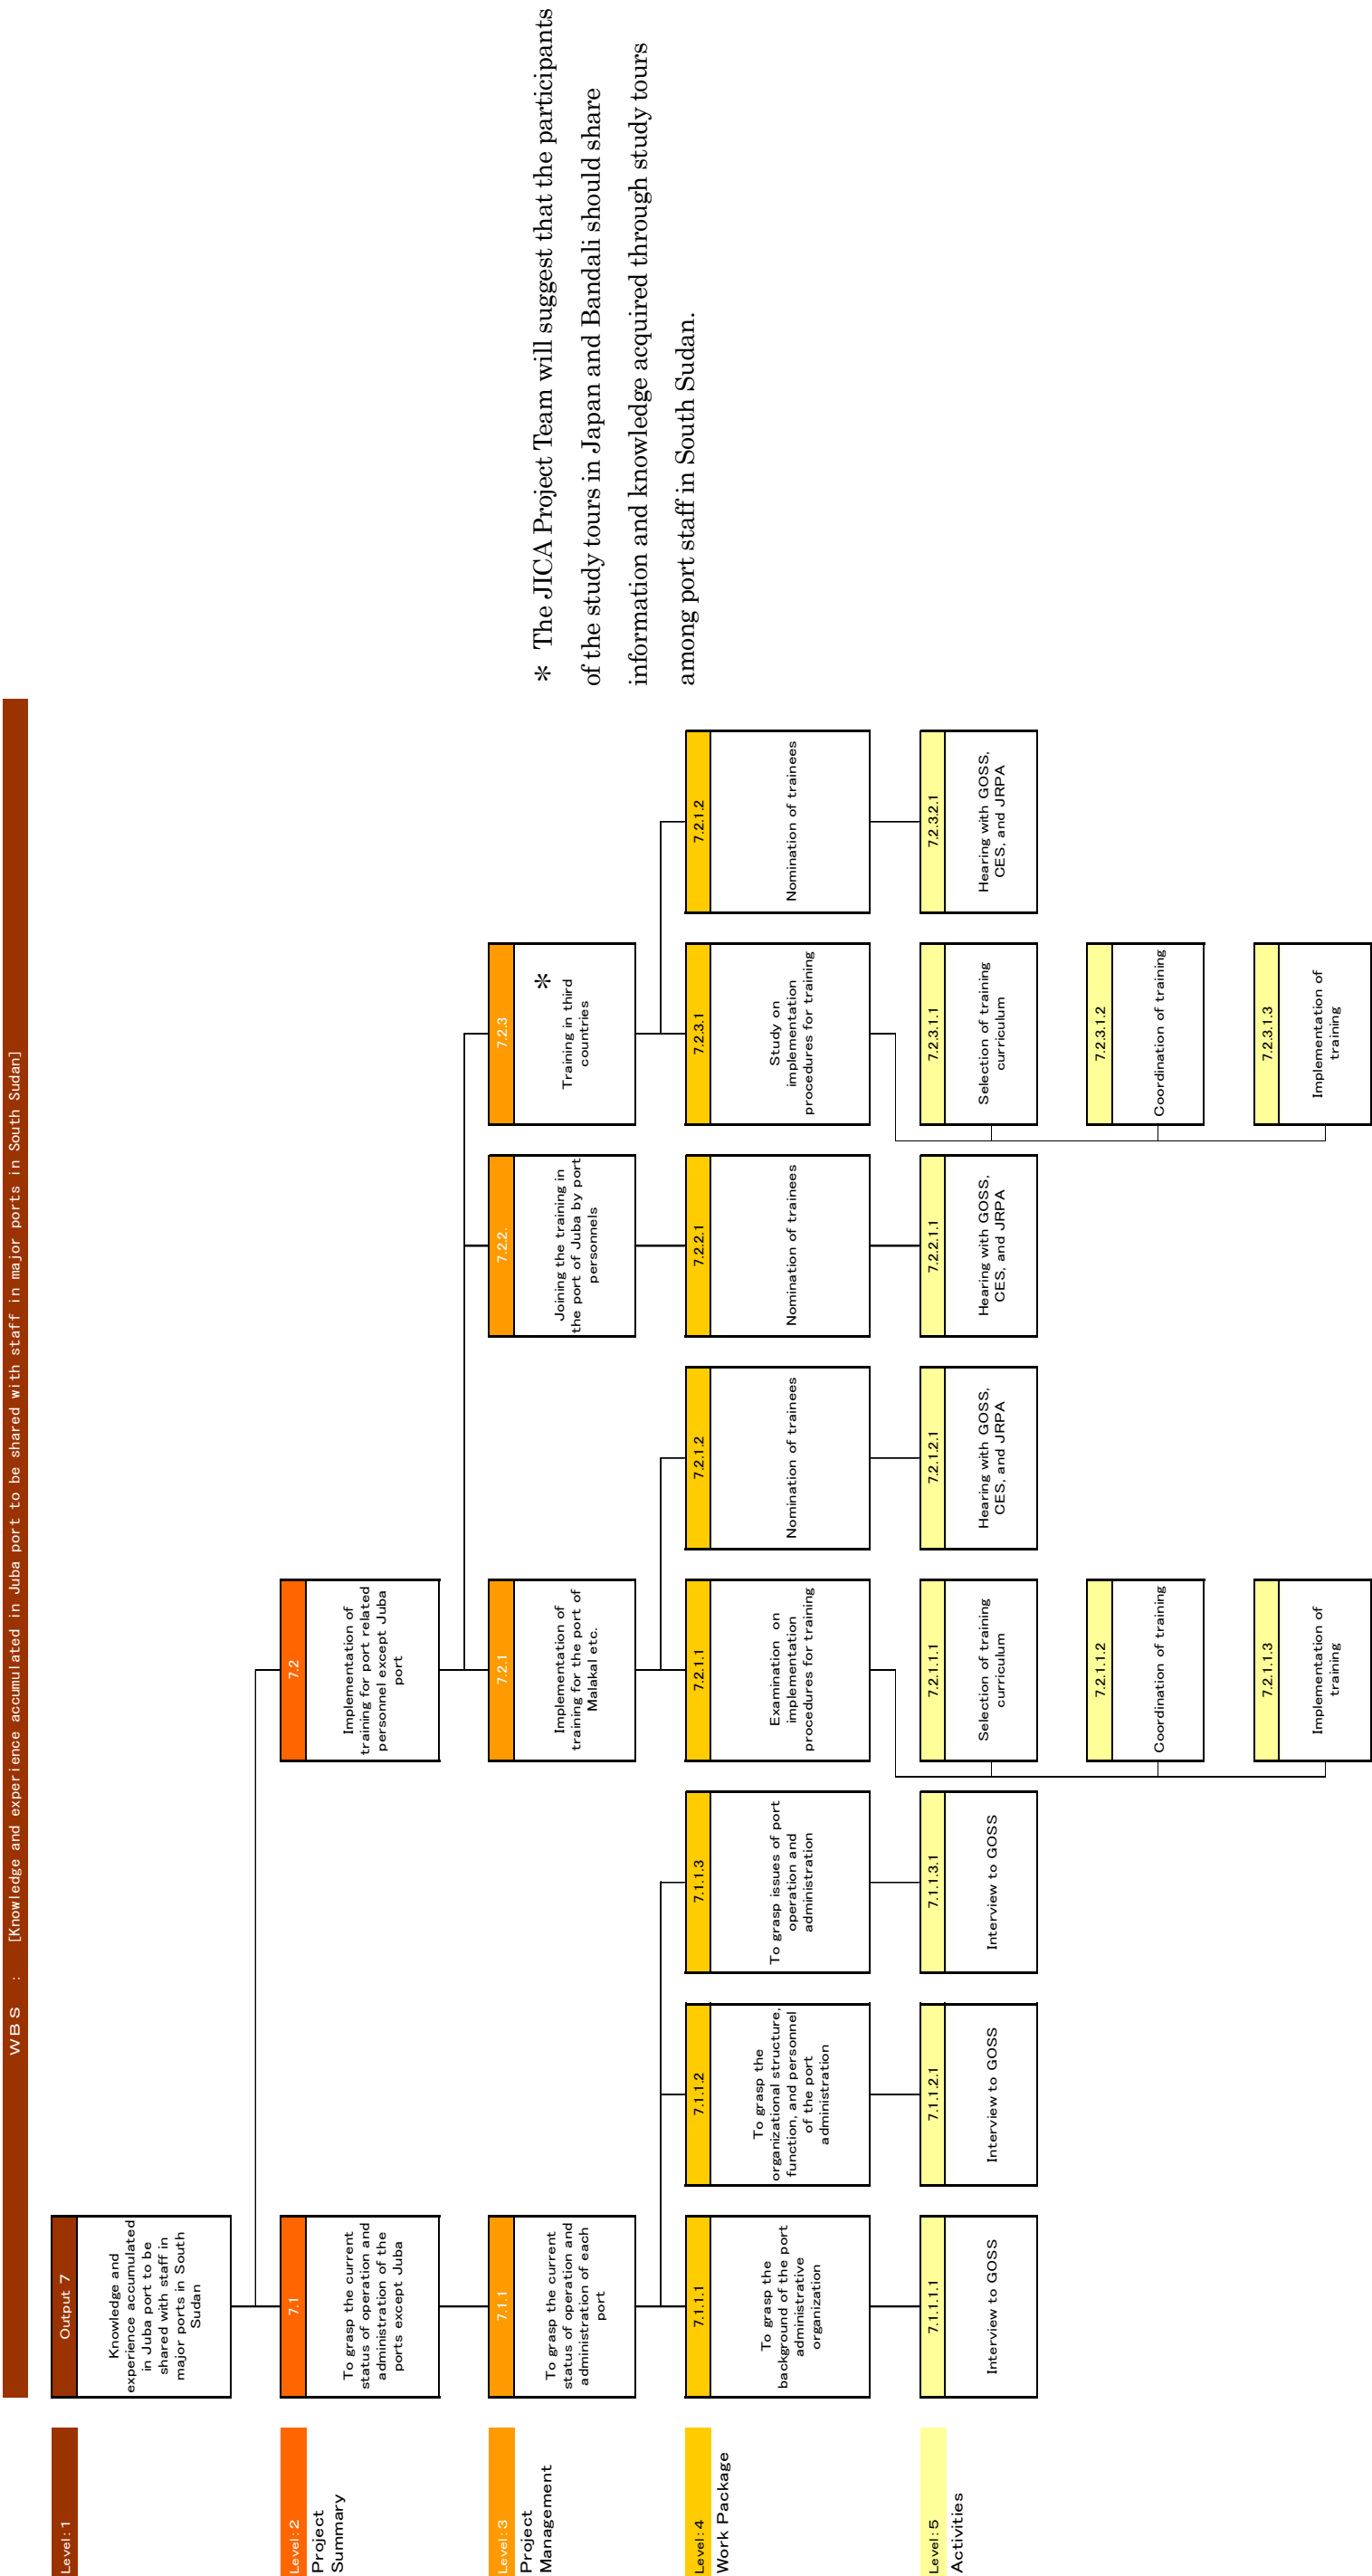 WBS : [Knowledge and experience accumulated in Juba port to be shared with staff in major ports in South Sudan]
Level: 1
Output 7
Knowledge and
experience accumulated
in Juba port to be
shared with staff in
major ports in South
Sudan
Level: 2
Project
Summary
7.1
To grasp the current
status of operation and
administration of the
ports except Juba
7.2
Implementation of
training for port related
personnel except Juba
port
Level: 3
Project
Management
7.1.1
To grasp the current
status of operation and
administration of each
port
7.2.1
Implementation of
training for the port of
Malakal etc.
7.2.2.
Joining the training in
the port of Juba by port
personnels
7.2.3
*
Training in third
countries
Level: 4
Work Package
7.1.1.1
To grasp the
background of the port
administrative
organization
7.1.1.2
To grasp the
organizational structure,
function, and personnel
of the port
administration
7.1.1.3
To grasp issues of port
operation and
administration
7.2.1.1
Examination on
implementation
procedures for training
7.2.1.2
Nomination of trainees
7.2.2.1
Nomination of trainees
7.2.3.1
Study on
implementation
procedures for training
7.2.1.2
Nomination of trainees
Level: 5
Activities
7.1.1.1.1
Interview to GOSS
7.1.1.2.1
Interview to GOSS
7.1.1.3.1
Interview to GOSS
7.2.1.1.1
Selection of training
curriculum
7.2.1.2.1
Hearing with GOSS,
CES, and JRPA
7.2.2.1.1
Hearing with GOSS,
CES, and JRPA
7.2.3.1.1
Selection of training
curriculum
7.2.3.2.1
Hearing with GOSS,
CES, and JRPA
7.2.1.1.2
Coordination of training
7.2.3.1.2
Coordination of training
7.2.1.1.3
Implementation of
training
7.2.3.1.3
Implementation of
training
* The JICA Project Team will suggest that the participants
of the study tours in Japan and Bandali should share
information and knowledge acquired through study tours
among port staff in South Sudan.